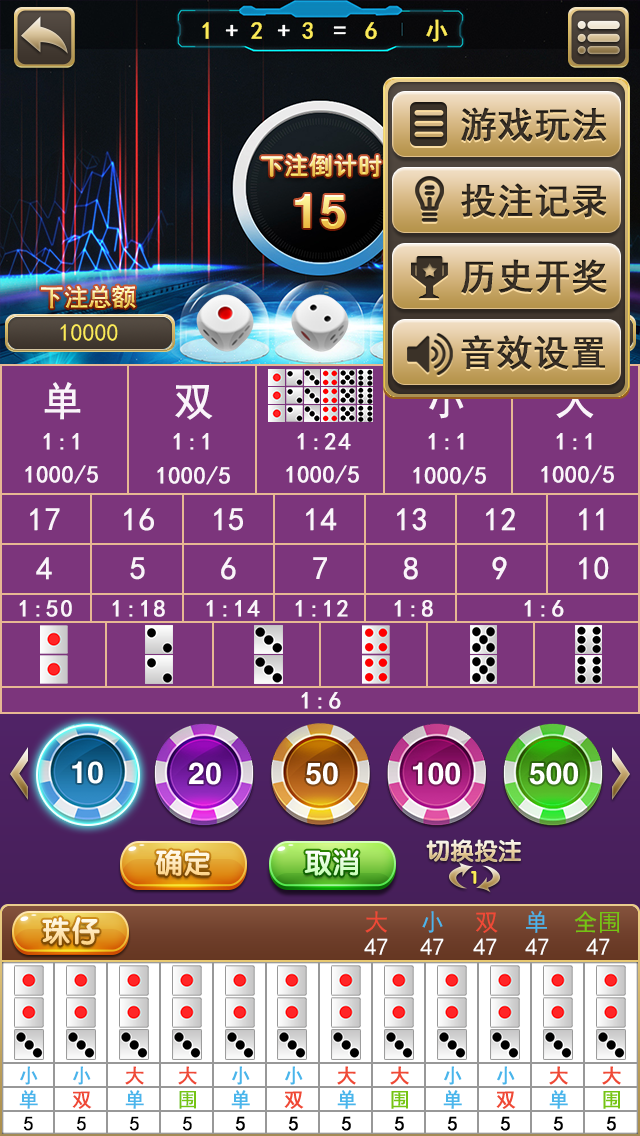 1 + 2 + 3 = 6 小
游戏玩法
下注倒计时
15
投注记录
历史开奖
下注总额
10000
音效设置
单 双 小 大
1:1 1:1 1:24 1:1 1:1
1000/5 1000/5 1000/5 1000/5 1000/5
17 16 15 14 13 12 11
4 5 6 7 8 9 10
1:50 1:18 1:14 1:12 1:8 1:6
1:6
10 20 50 100 500
确定 取消 切换投注
1
珠仔 大 小 双 单 全围
47 47 47 47 47
小 小 大 大 小 小 大 大 小 小 大 大
单 双 单 围 单 双 单 围 单 双 单 围
5 5 5 5 5 5 5 5 5 5 5 5